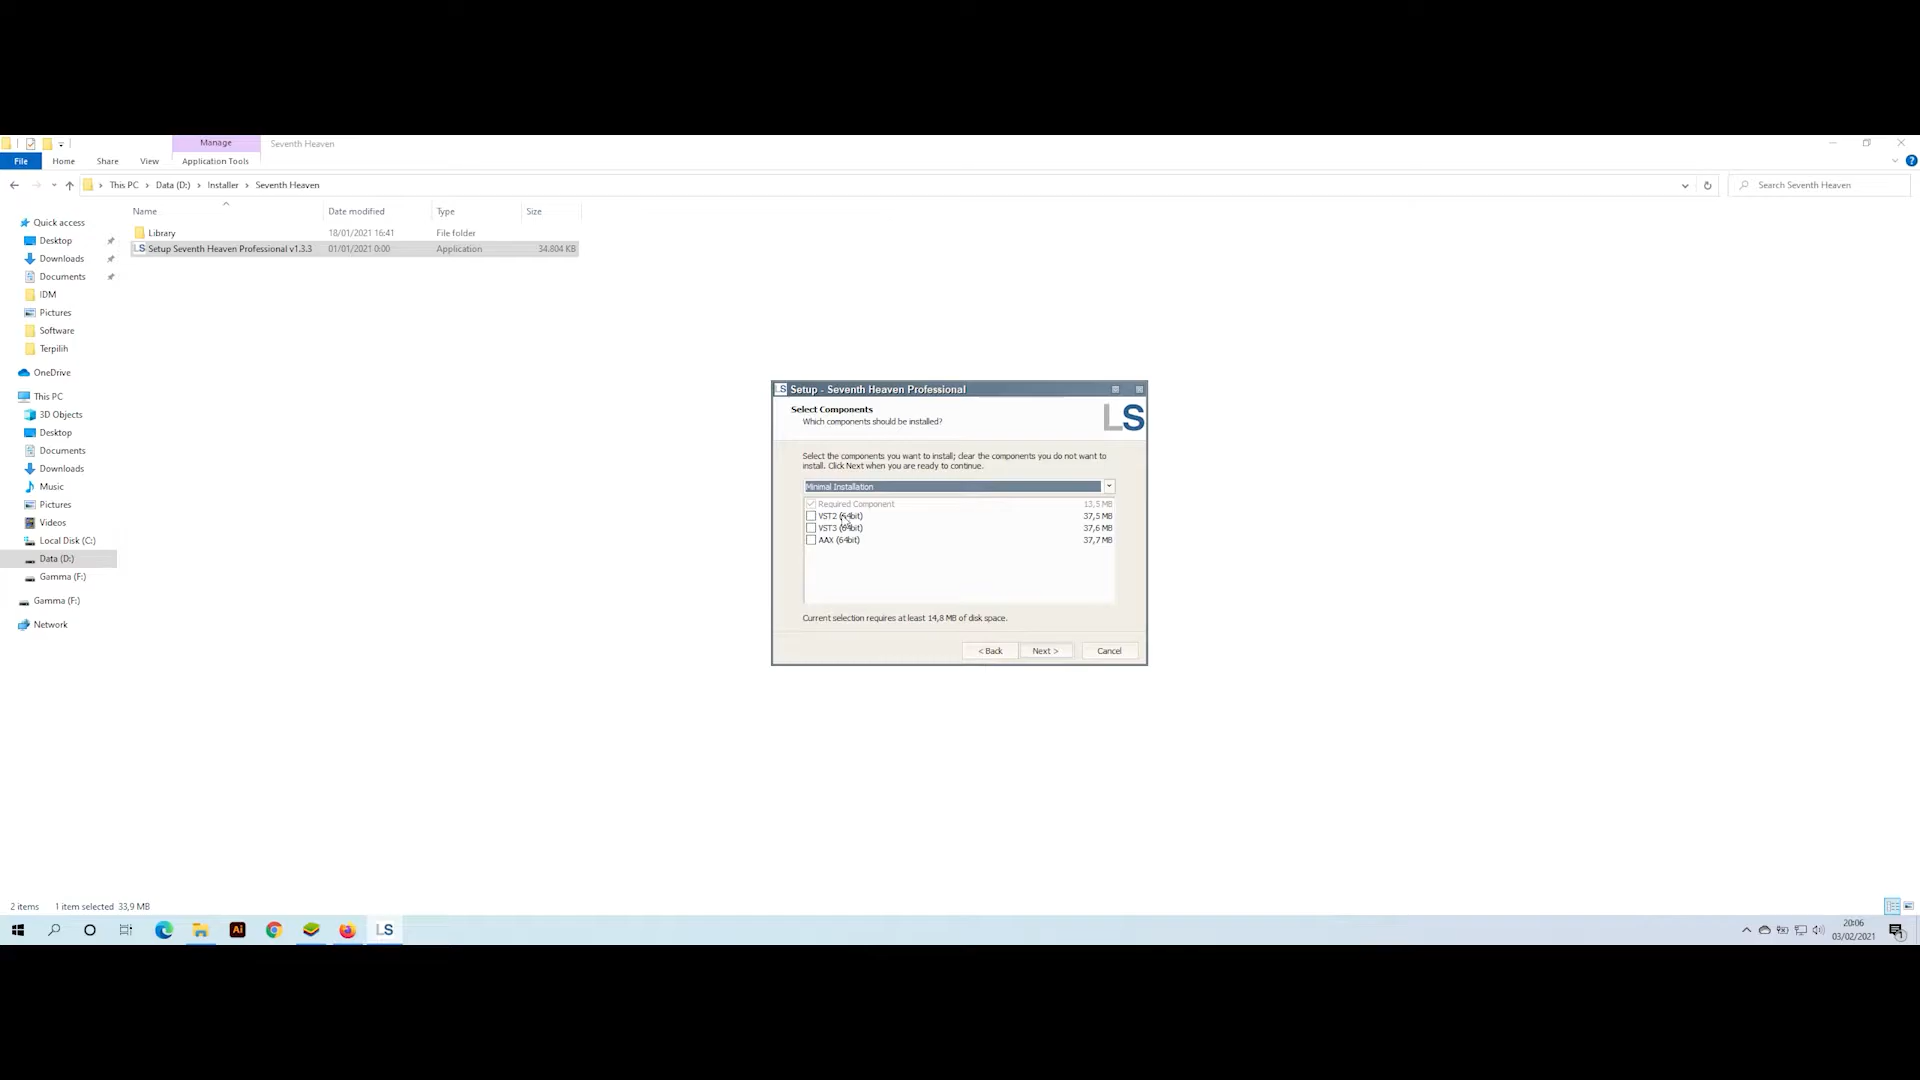 Manage
Seventh Heaven
File
Home
Share
View
Application Tools
This PC
Data (D:)
Installer
Seventh Heaven
Search Seventh Heaven
Name
Date modified
Type
Size
Library
18/01/2021 16:41
File folder
LS
Setup Seventh Heaven Professional v1.3.3
01/01/2021 0:00
Application
34.804 KB
Quick access
Desktop
Downloads
Documents
IDM
Pictures
Software
Terpilih
OneDrive
This PC
3D Objects
Desktop
Documents
Downloads
Music
Pictures
Videos
Local Disk (C:)
Data (D:)
Gamma (F:)
Gamma (F:)
Network
LS
Setup - Seventh Heaven Professional
Select Components
Which components should be installed?
LS
Select the components you want to install; clear the components you do not want to
install. Click Next when you are ready to continue.
Minimal Installation
Required Component
13,5 MB
VST2 (64bit)
37,5 MB
VST3 (64bit)
37,6 MB
AAX (64bit)
37,7 MB
Current selection requires at least 14,8 MB of disk space.
< Back
Next >
Cancel
2 items
1 item selected
33,9 MB
Ai
LS
20:06
03/02/2021
1